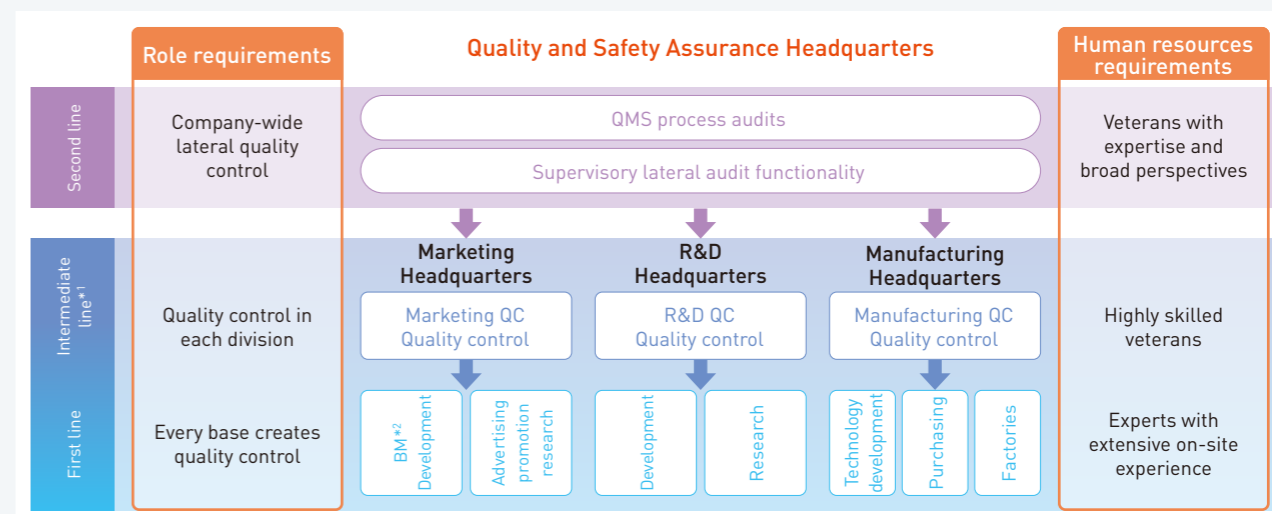 Role requirements
Quality and Safety Assurance Headquarters
Human resources
requirements
Second line
Company-wide
lateral quality
control
QMS process audits
Supervisory lateral audit functionality
Veterans with
expertise and
broad perspectives
Intermediate
line*1
Quality control in
each division
Marketing
Headquarters
R&D
Headquarters
Manufacturing
Headquarters
Marketing QC
Quality control
R&D QC
Quality control
Manufacturing QC
Quality control
Highly skilled
veterans
First line
Every base creates
quality control
BM*2
Development
Advertising
promotion
research
Development
Research
Technology
development
Purchasing
Factories
Experts with
extensive on-site
experience